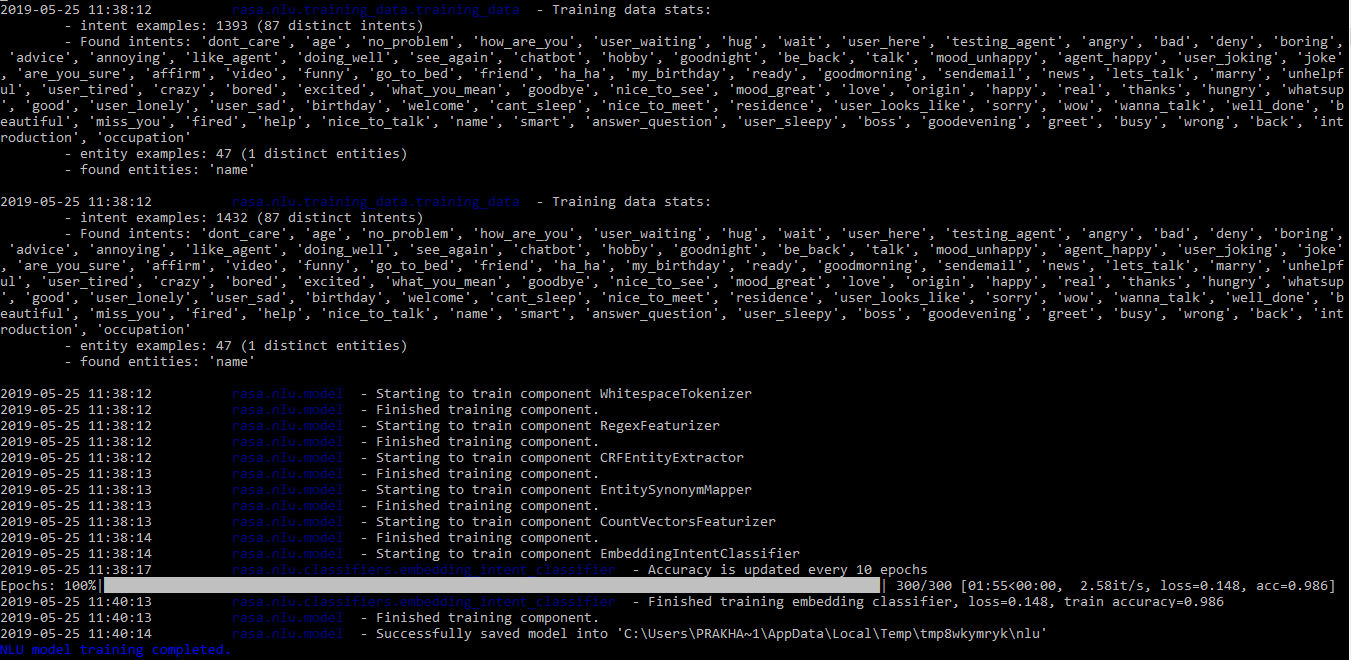 2019-05-25 11:38:12 rasa.nlu.training_data.training_data - Training data stats:
- intent examples: 1393 (87 distinct intents)
- Found intents: 'dont_care', 'age', 'no_problem', 'how_are_you', 'user_waiting', 'hug', 'wait', 'user_here', 'testing_agent', 'angry', 'bad', 'deny', 'boring',
'advice', 'annoying', 'like_agent', 'doing_well', 'see_again', 'chatbot', 'hobby', 'goodnight', 'be_back', 'talk', 'mood_unhappy', 'agent_happy', 'user_joking', 'joke'
, 'are_you_sure', 'affirm', 'video', 'funny', 'go_to_bed', 'friend', 'ha_ha', 'my_birthday', 'ready', 'goodmorning', 'sendemail', 'news', 'lets_talk', 'marry', 'unhelpf
ul', 'user_tired', 'crazy', 'bored', 'excited', 'what_you_mean', 'goodbye', 'nice_to_see', 'mood_great', 'love', 'origin', 'happy', 'real', 'thanks', 'hungry', 'whatsup
', 'good', 'user_lonely', 'user_sad', 'birthday', 'welcome', 'cant_sleep', 'nice_to_meet', 'residence', 'user_looks_like', 'sorry', 'wow', 'wanna_talk', 'well_done', 'b
eautiful', 'miss_you', 'fired', 'help', 'nice_to_talk', 'name', 'smart', 'answer_question', 'user_sleepy', 'boss', 'goodevening', 'greet', 'busy', 'wrong', 'back', 'int
roduction', 'occupation'
- entity examples: 47 (1 distinct entities)
- found entities: 'name'
2019-05-25 11:38:12 rasa.nlu.training_data.training_data - Training data stats:
- intent examples: 1432 (87 distinct intents)
- Found intents: 'dont_care', 'age', 'no_problem', 'how_are_you', 'user_waiting', 'hug', 'wait', 'user_here', 'testing_agent', 'angry', 'bad', 'deny', 'boring',
'advice', 'annoying', 'like_agent', 'doing_well', 'see_again', 'chatbot', 'hobby', 'goodnight', 'be_back', 'talk', 'mood_unhappy', 'agent_happy', 'user_joking', 'joke'
, 'are_you_sure', 'affirm', 'video', 'funny', 'go_to_bed', 'friend', 'ha_ha', 'my_birthday', 'ready', 'goodmorning', 'sendemail', 'news', 'lets_talk', 'marry', 'unhelpf
ul', 'user_tired', 'crazy', 'bored', 'excited', 'what_you_mean', 'goodbye', 'nice_to_see', 'mood_great', 'love', 'origin', 'happy', 'real', 'thanks', 'hungry', 'whatsup
', 'good', 'user_lonely', 'user_sad', 'birthday', 'welcome', 'cant_sleep', 'nice_to_meet', 'residence', 'user_looks_like', 'sorry', 'wow', 'wanna_talk', 'well_done', 'b
eautiful', 'miss_you', 'fired', 'help', 'nice_to_talk', 'name', 'smart', 'answer_question', 'user_sleepy', 'boss', 'goodevening', 'greet', 'busy', 'wrong', 'back', 'int
roduction', 'occupation'
- entity examples: 47 (1 distinct entities)
- found entities: 'name'
2019-05-25 11:38:12 rasa.nlu.model - Starting to train component WhitespaceTokenizer
2019-05-25 11:38:12 rasa.nlu.model - Finished training component.
2019-05-25 11:38:12 rasa.nlu.model - Starting to train component RegexFeaturizer
2019-05-25 11:38:12 rasa.nlu.model - Finished training component.
2019-05-25 11:38:12 rasa.nlu.model - Starting to train component CRFEntityExtractor
2019-05-25 11:38:13 rasa.nlu.model - Finished training component.
2019-05-25 11:38:13 rasa.nlu.model - Starting to train component EntitySynonymMapper
2019-05-25 11:38:13 rasa.nlu.model - Finished training component.
2019-05-25 11:38:13 rasa.nlu.model - Starting to train component CountVectorsFeaturizer
2019-05-25 11:38:14 rasa.nlu.model - Finished training component.
2019-05-25 11:38:14 rasa.nlu.model - Starting to train component EmbeddingIntentClassifier
2019-05-25 11:38:17 rasa.nlu.classifiers.embedding_intent_classifier - Accuracy is updated every 10 epochs
Epochs: 100%| | 300/300 [01:55<00:00, 2.58it/s, loss=0.148, acc=0.986]
2019-05-25 11:40:13 rasa.nlu.classifiers.embedding_intent_classifier - Finished training embedding classifier, loss=0.148, train accuracy=0.986
2019-05-25 11:40:13 rasa.nlu.model - Finished training component.
2019-05-25 11:40:14 rasa.nlu.model - Successfully saved model into 'C:\Users\PRAKHA~1\AppData\Local\Temp\tmp8wkymryk\nlu'
NLU model training completed.